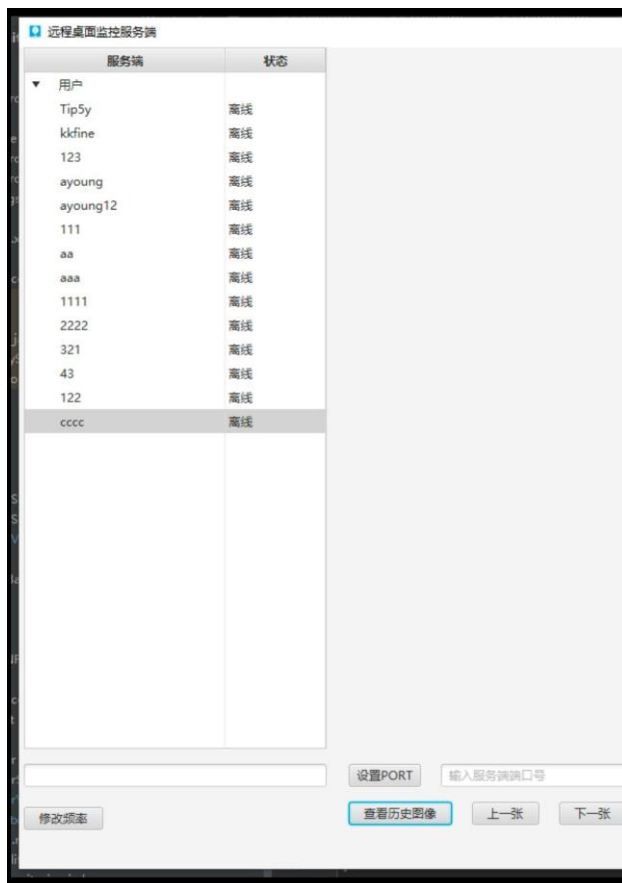 远程桌面监控服务端
服务端 状态
用户
Tip5y 离线
kkfine 离线
123 离线
ayoung 离线
ayoung12 离线
111 离线
aa 离线
aaa 离线
1111 离线
2222 离线
321 离线
43 离线
122 离线
cccc 离线
设置PORT 输入服务端端口号
修改频率 查看历史图像 上一张 下一张